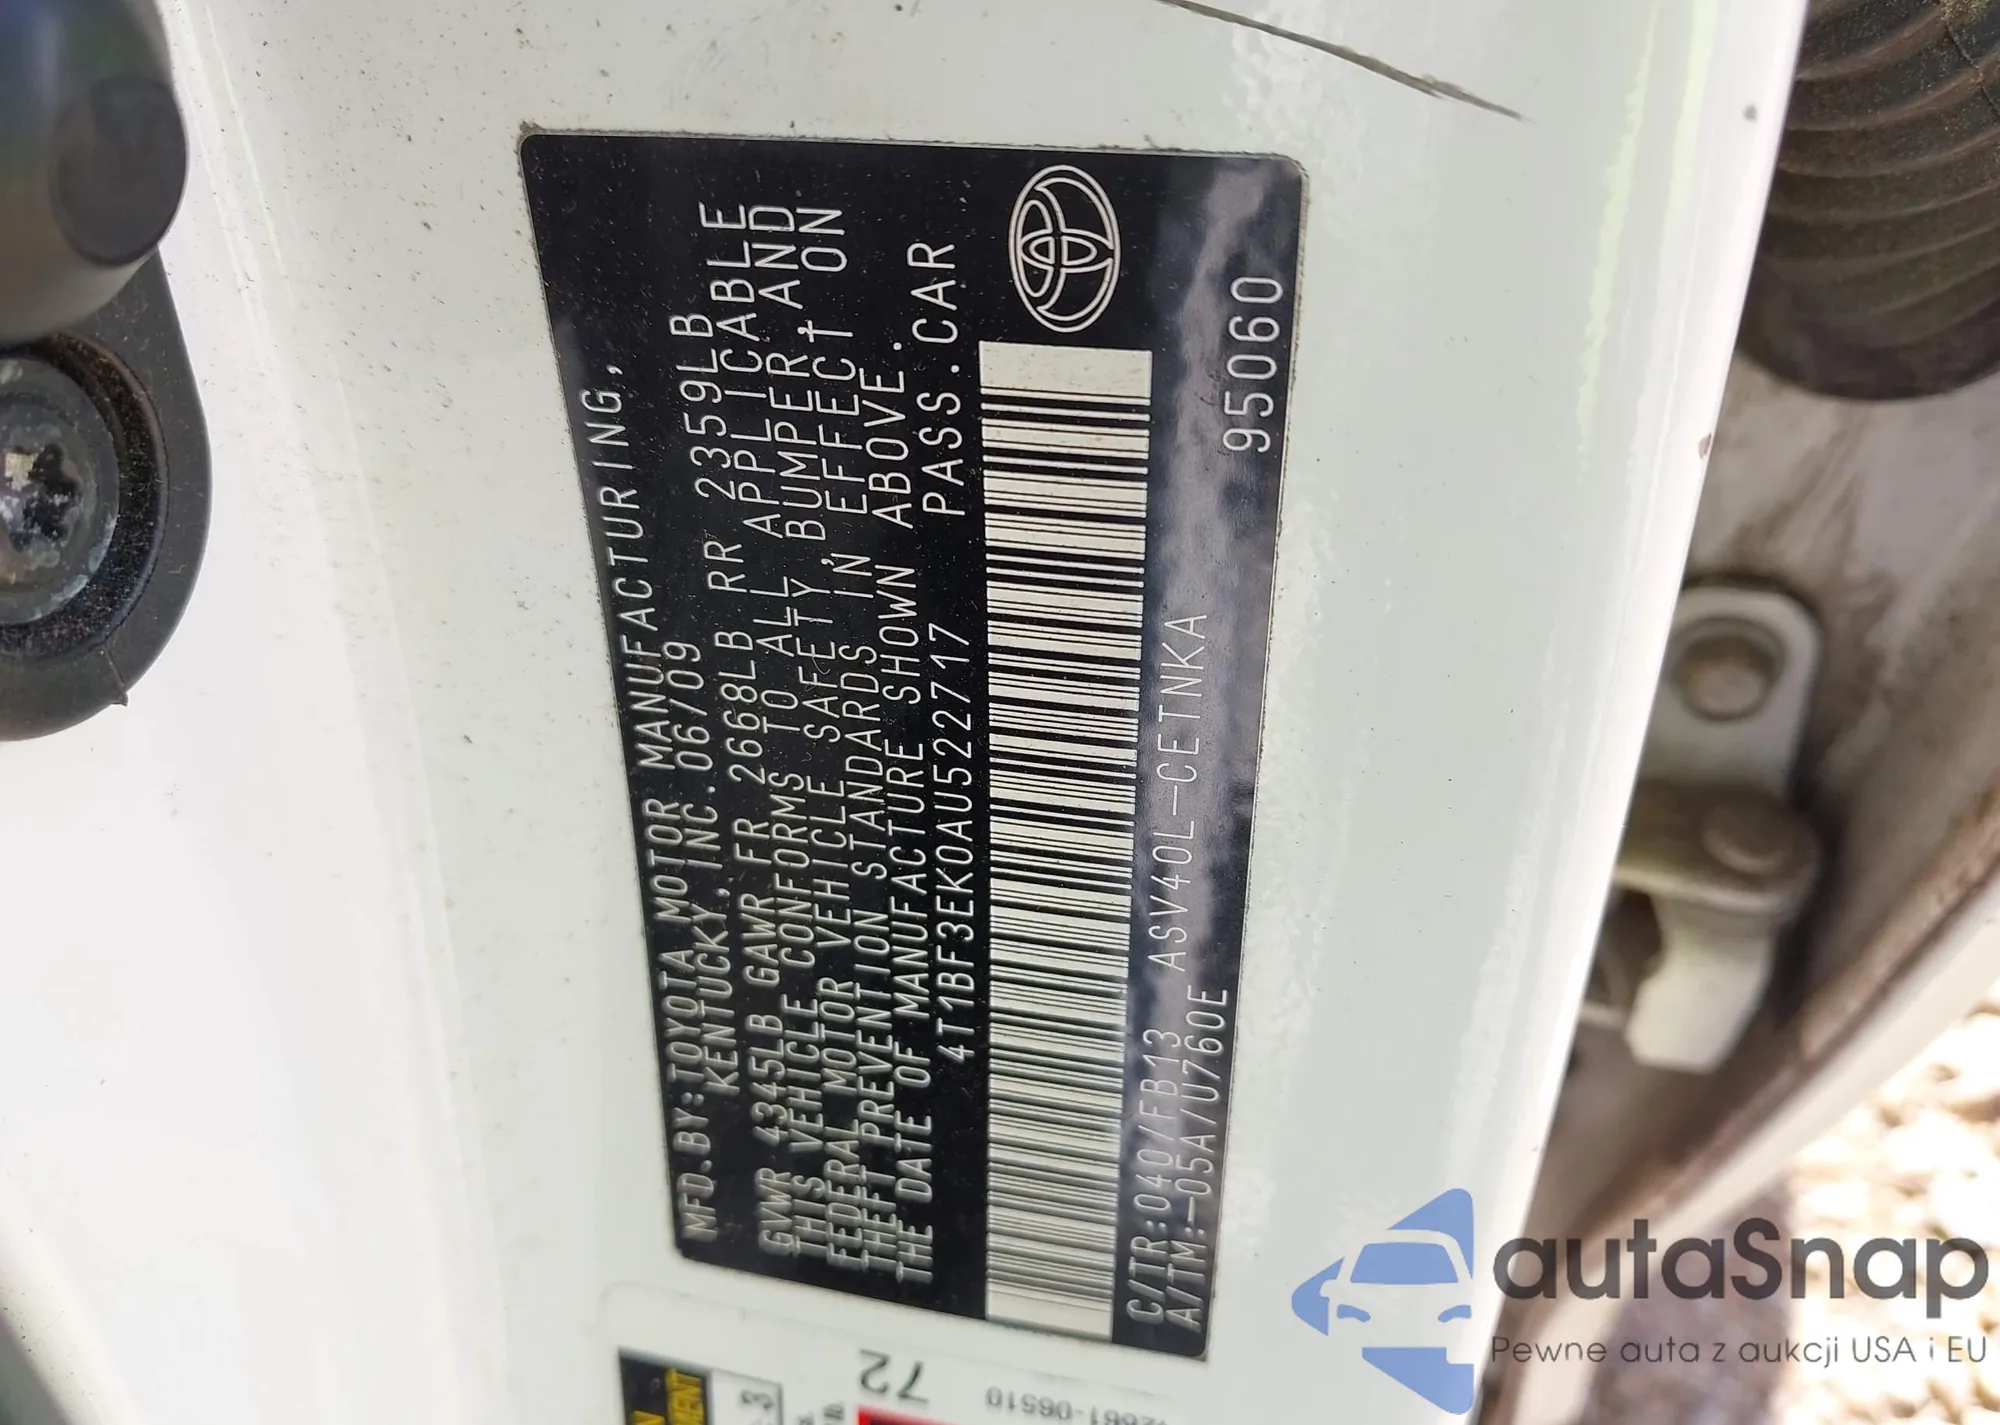 MFD.BY:TOYOTA MOTOR MANUFACTURING,
KENTUCKY,INC.06/09
GVWR 4345LB GAWR FR 2668LB RR 2359LB
THIS VEHICLE CONFORMS TO ALL APPLICABLE
FEDERAL MOTOR VEHICLE SAFETY, BUMPER, AND
THEFT PREVENTION STANDARDS IN EFFECT ON
THE DATE OF MANUFACTURE SHOWN ABOVE.
4T1BF3EK0AU522717 PASS.CAR
C/TR:040/FB13 ASV40L-CETNKA
A/TM:-05A/U760E 95060
72
2661-06510
autaSnap
Pewne auta z aukcji USA i EU